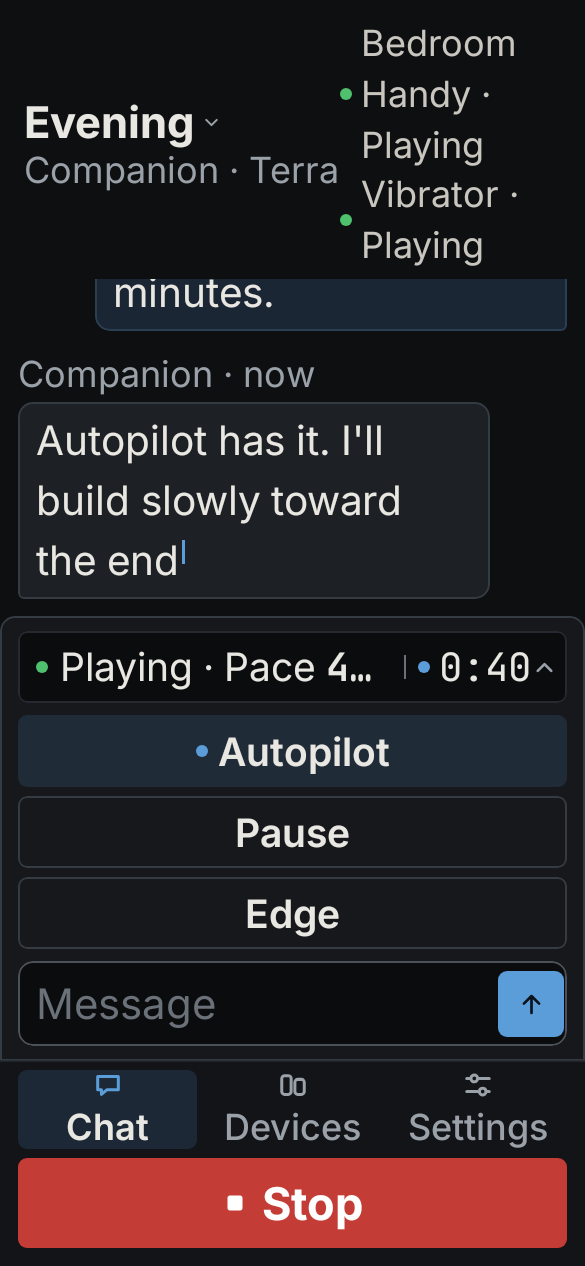 Evening
Companion · Terra
Bedroom
Handy ·
Playing
Vibrator ·
Playing
minutes.
Companion · now
Autopilot has it. I'll
build slowly toward
the end
Playing · Pace 4… 0:40
Autopilot
Pause
Edge
Message
Chat
Devices
Settings
Stop